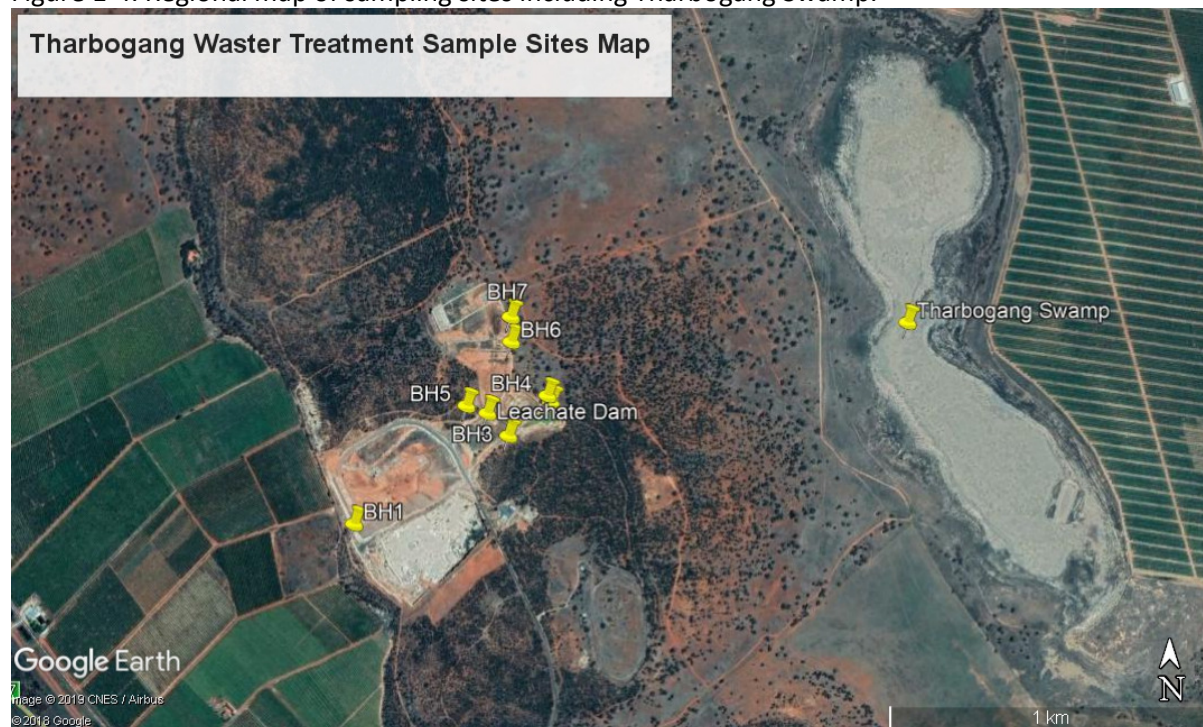 Tharbogang Waster Treatment Sample Sites Map
BH7
BH6
Tharbogang Swamp
BH5
BH4
Leachate Dam
BH3
BH1
Google Earth
mage © 2019 CNES / Airbus
© 2018 Google
N
1 km